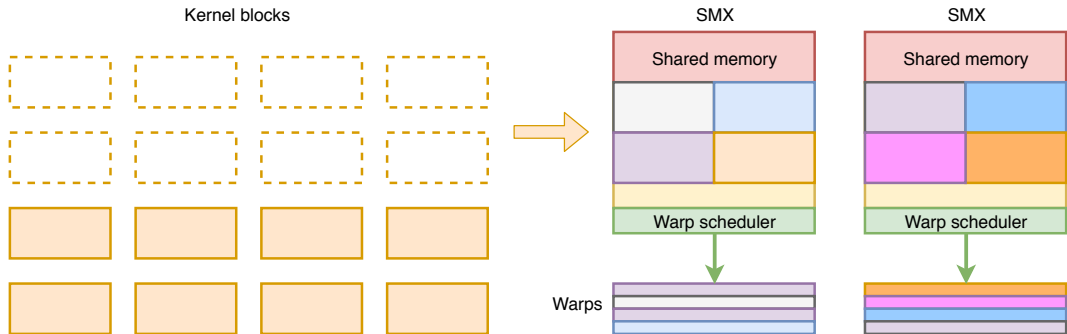 Kernel blocks
SMX
SMX
Shared memory
Shared memory
Warp scheduler
Warp scheduler
Warps